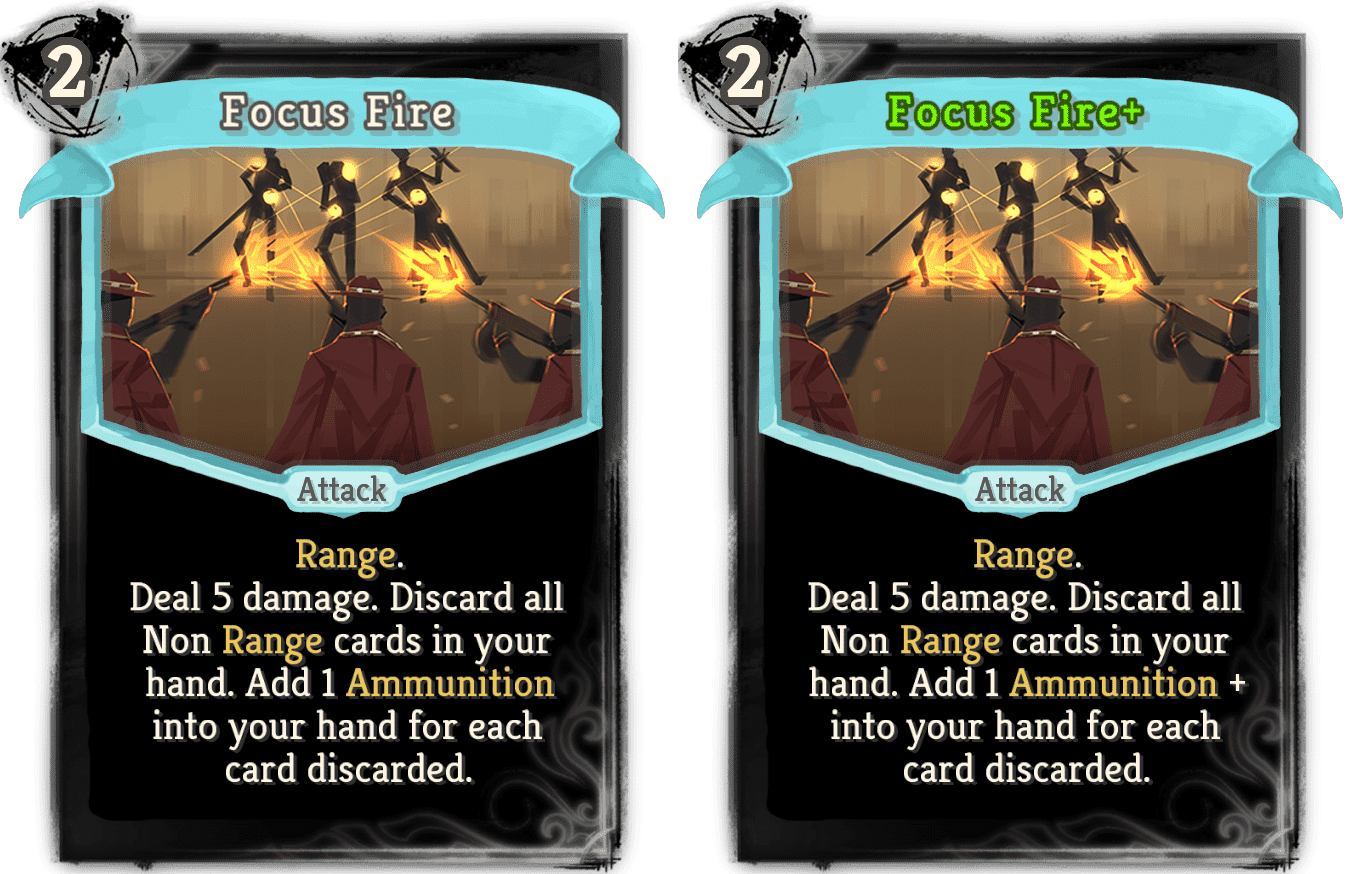 2
Focus Fire
Attack
Range.
Deal 5 damage. Discard all
Non Range cards in your
hand. Add 1 Ammunition
into your hand for each
card discarded.
2
Focus Fire+
Attack
Range.
Deal 5 damage. Discard all
Non Range cards in your
hand. Add 1 Ammunition +
into your hand for each
card discarded.